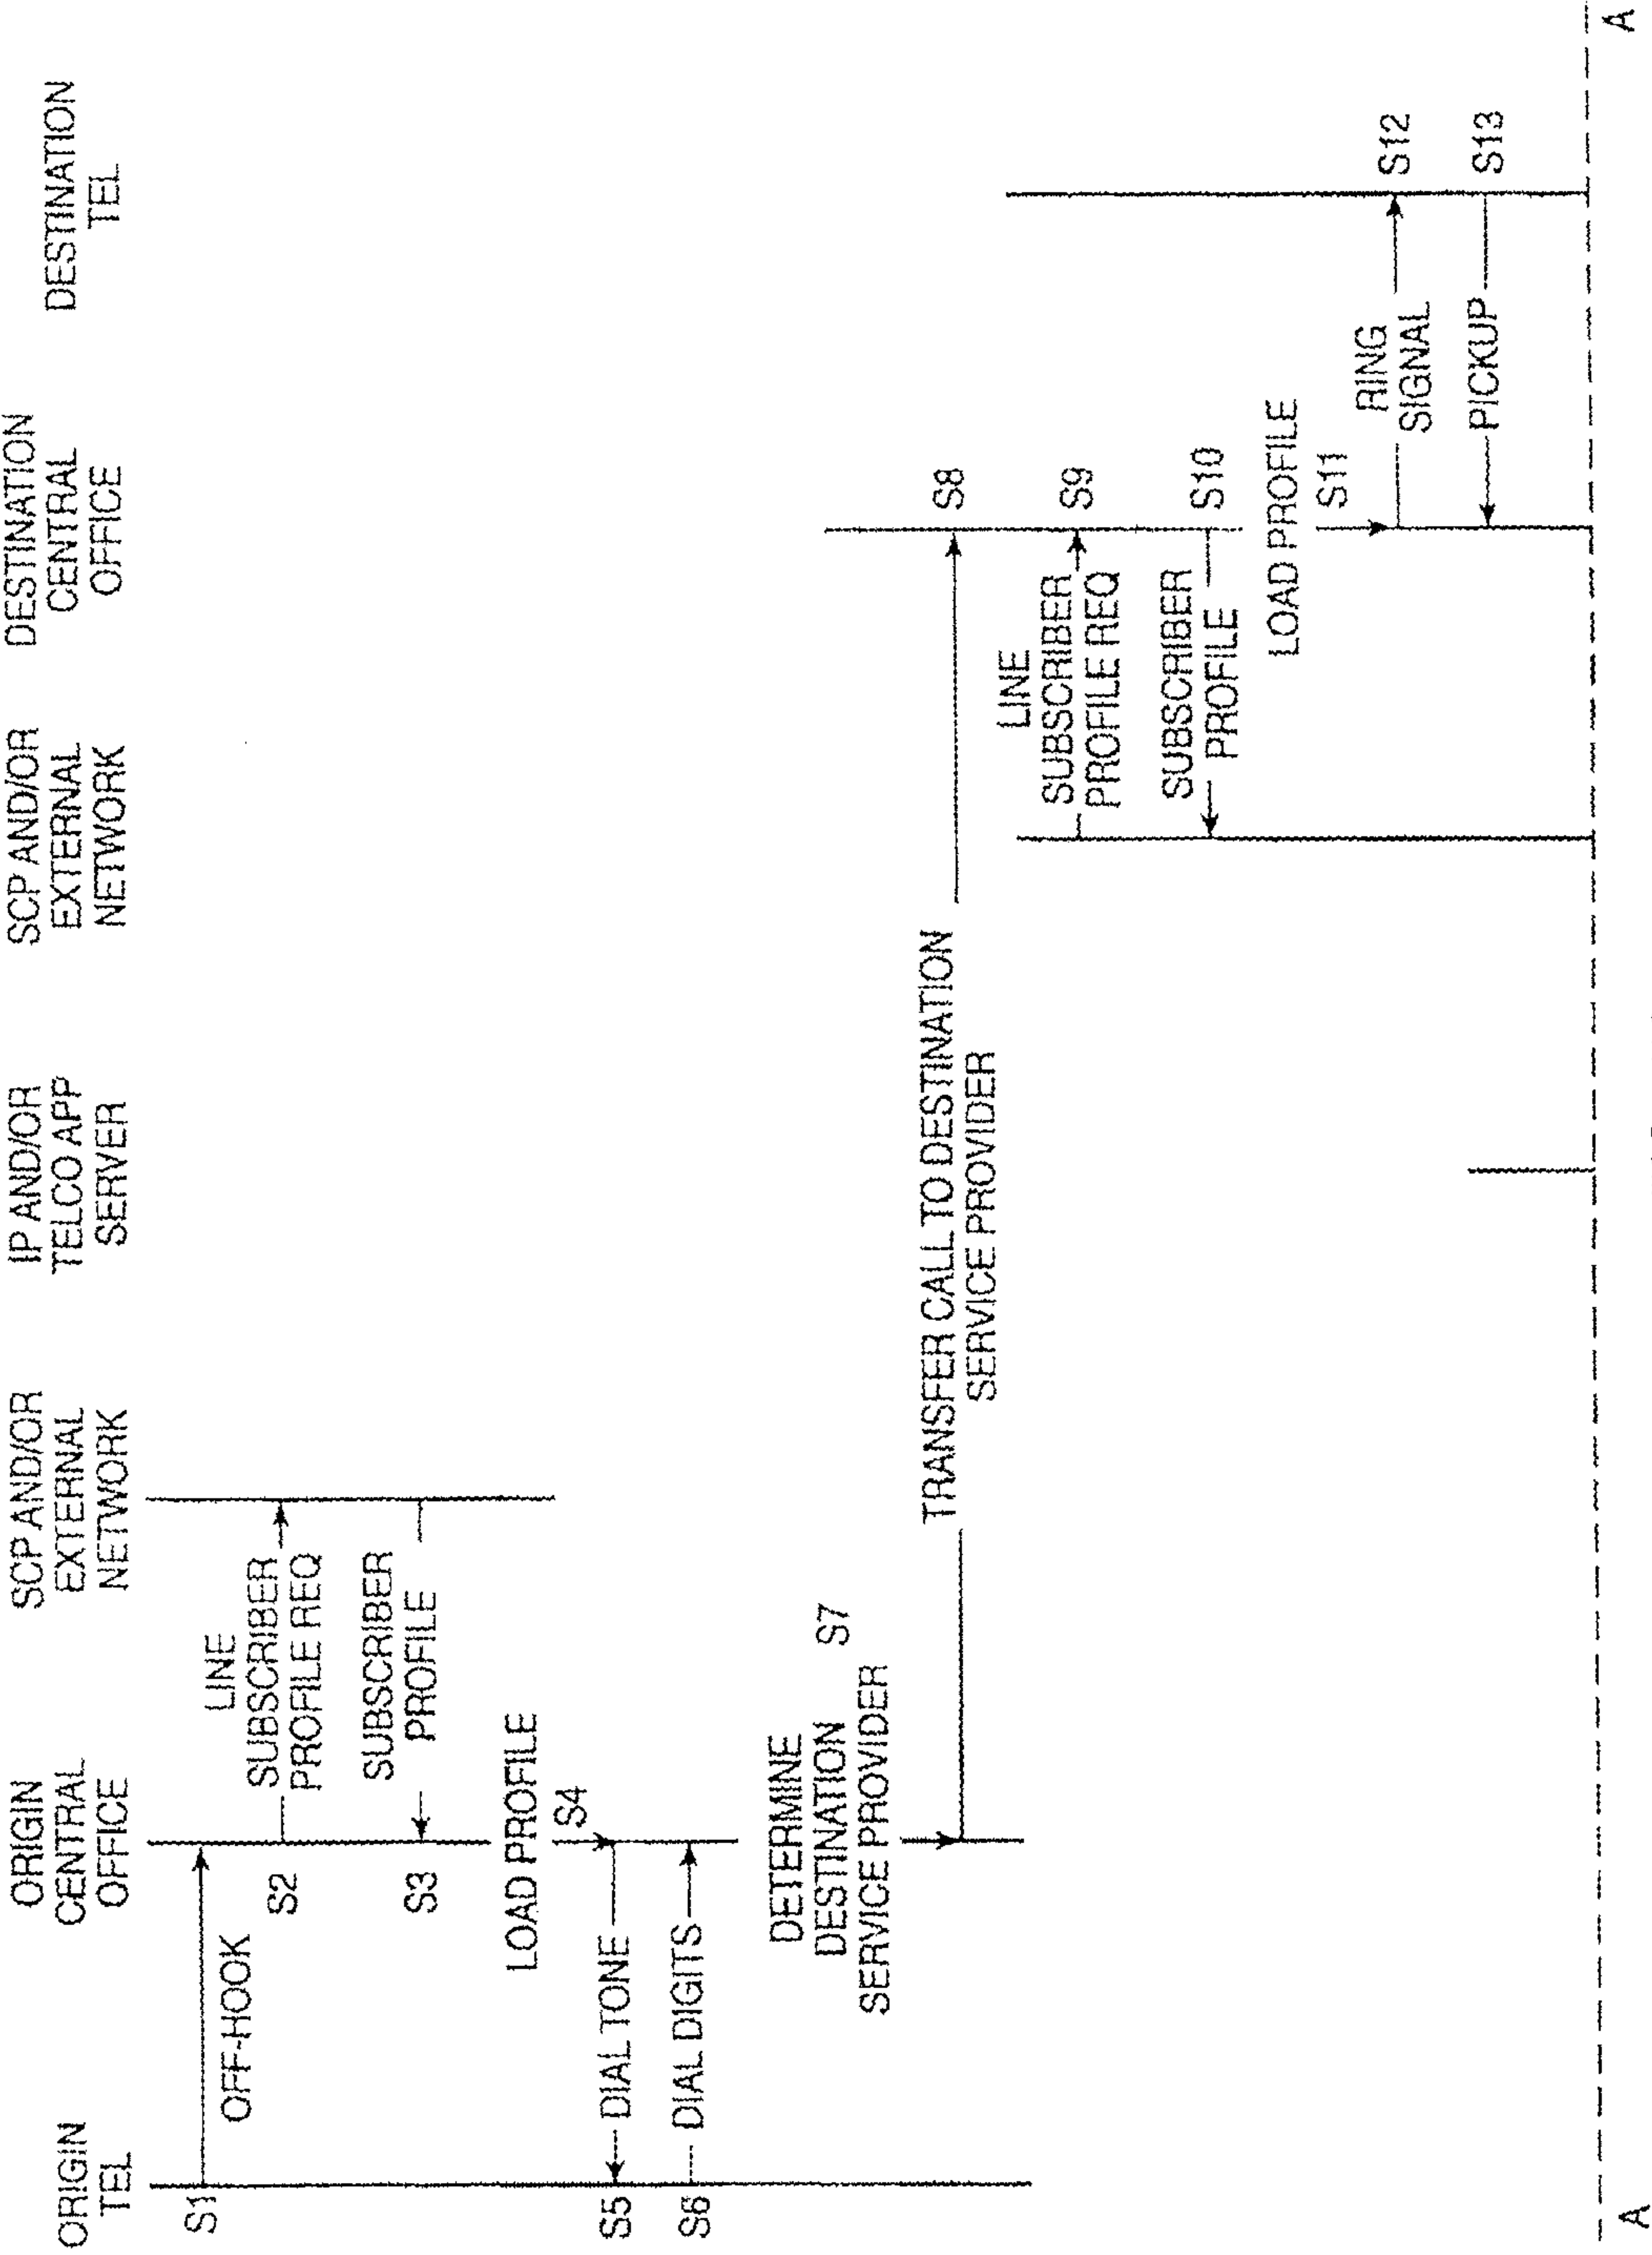 ORIGIN
TEL
ORIGIN
CENTRAL
OFFICE
SCP AND/OR
EXTERNAL
NETWORK
IP AND/OR
TELCO APP
SERVER
SCP AND/OR
EXTERNAL
NETWORK
DESTINATION
CENTRAL
OFFICE
DESTINATION
TEL
S1
OFF-HOOK
S2
LINE
SUBSCRIBER
PROFILE REQ
S3
SUBSCRIBER
PROFILE
LOAD PROFILE
S4
S5
DIAL TONE
S6
DIAL DIGITS
DETERMINE
DESTINATION
SERVICE PROVIDER
S7
TRANSFER CALL TO DESTINATION
SERVICE PROVIDER
S8
LINE
SUBSCRIBER
PROFILE REQ
S9
SUBSCRIBER
PROFILE
S10
LOAD PROFILE
S11
RING
SIGNAL
S12
PICKUP
S13
A
A